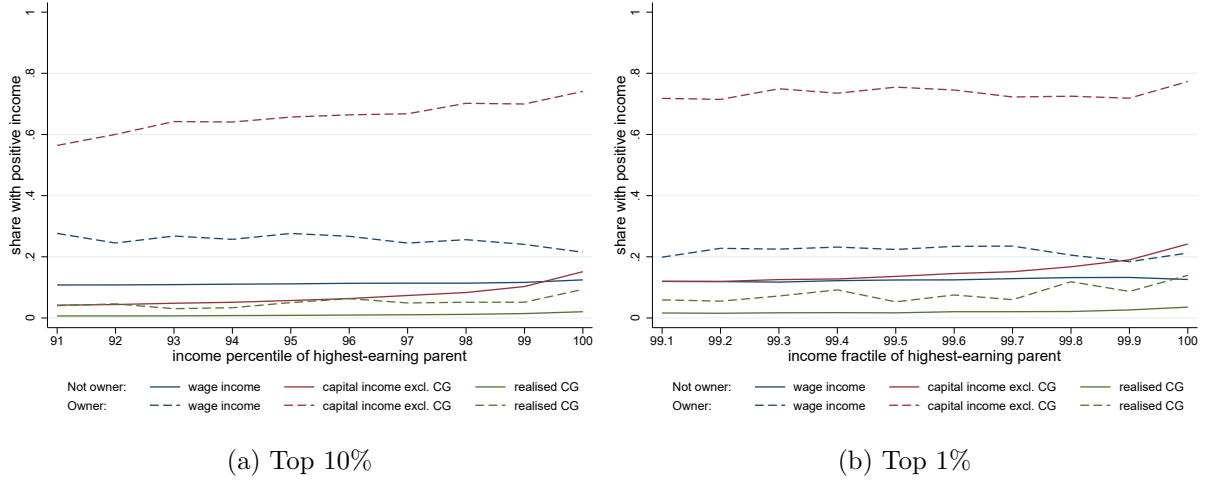 share with positive income
1
.8
.6
.4
.2
0
91 92 93 94 95 96 97 98 99 100
income percentile of highest-earning parent
Not owner: wage income capital income excl. CG realised CG
Owner: wage income capital income excl. CG realised CG
(a) Top 10%
share with positive income
1
.8
.6
.4
.2
0
99.1 99.2 99.3 99.4 99.5 99.6 99.7 99.8 99.9 100
income fractile of highest-earning parent
Not owner: wage income capital income excl. CG realised CG
Owner: wage income capital income excl. CG realised CG
(b) Top 1%